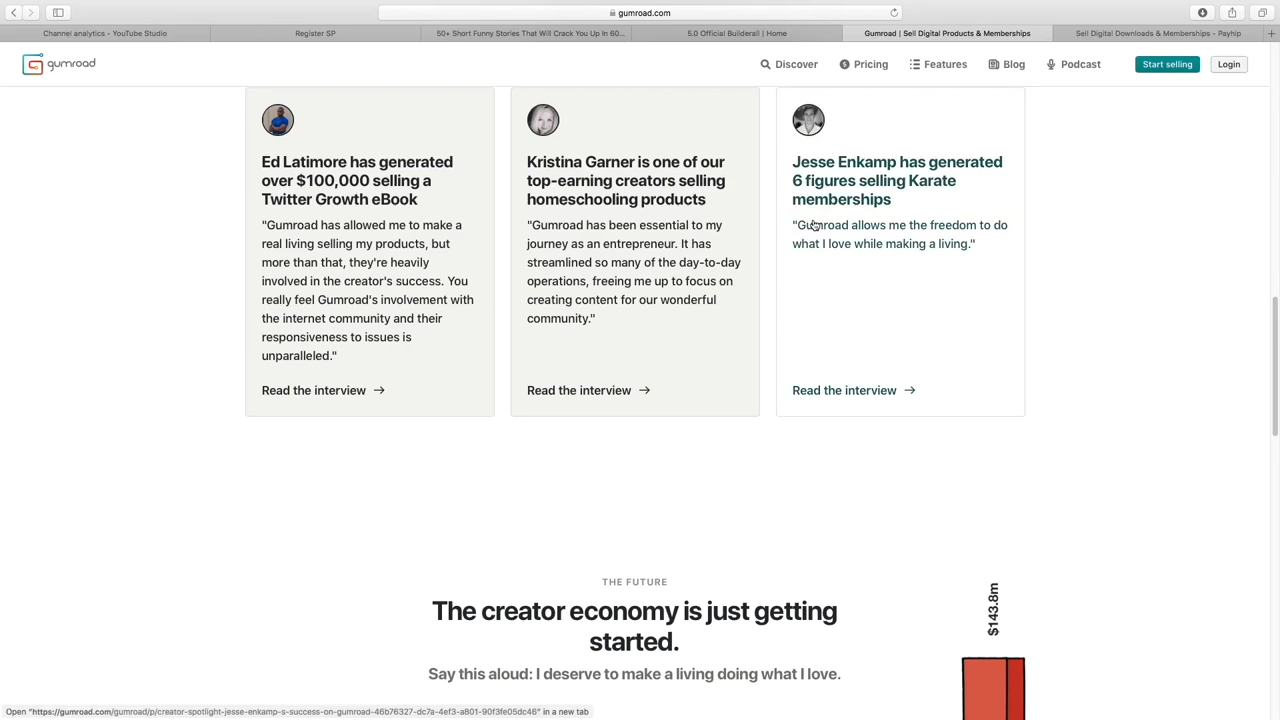 gumroad.com
Channel analytics - YouTube Studio
Register SP
50+ Short Funny Stories That Will Crack You Up In 60...
5.0 Official Builderall | Home
Gumroad | Sell Digital Products & Memberships
Sell Digital Downloads & Memberships - Payhip
gumroad
Discover
Pricing
Features
Blog
Podcast
Start selling
Login
Ed Latimore has generated
over $100,000 selling a
Twitter Growth eBook
"Gumroad has allowed me to make a
real living selling my products, but
more than that, they're heavily
involved in the creator's success. You
really feel Gumroad's involvement with
the internet community and their
responsiveness to issues is
unparalleled."
Read the interview
Kristina Garner is one of our
top-earning creators selling
homeschooling products
"Gumroad has been essential to my
journey as an entrepreneur. It has
streamlined so many of the day-to-day
operations, freeing me up to focus on
creating content for our wonderful
community."
Read the interview
Jesse Enkamp has generated
6 figures selling Karate
memberships
"Gumroad allows me the freedom to do
what I love while making a living."
Read the interview
THE FUTURE
The creator economy is just getting
started.
Say this aloud: I deserve to make a living doing what I love.
$143.8m
Open "https://gumroad.com/gumroad/p/creator-spotlight-jesse-enkamp-s-success-on-gumroad-46b76327-dc7a-4ef3-a801-90f3fe05dc46" in a new tab